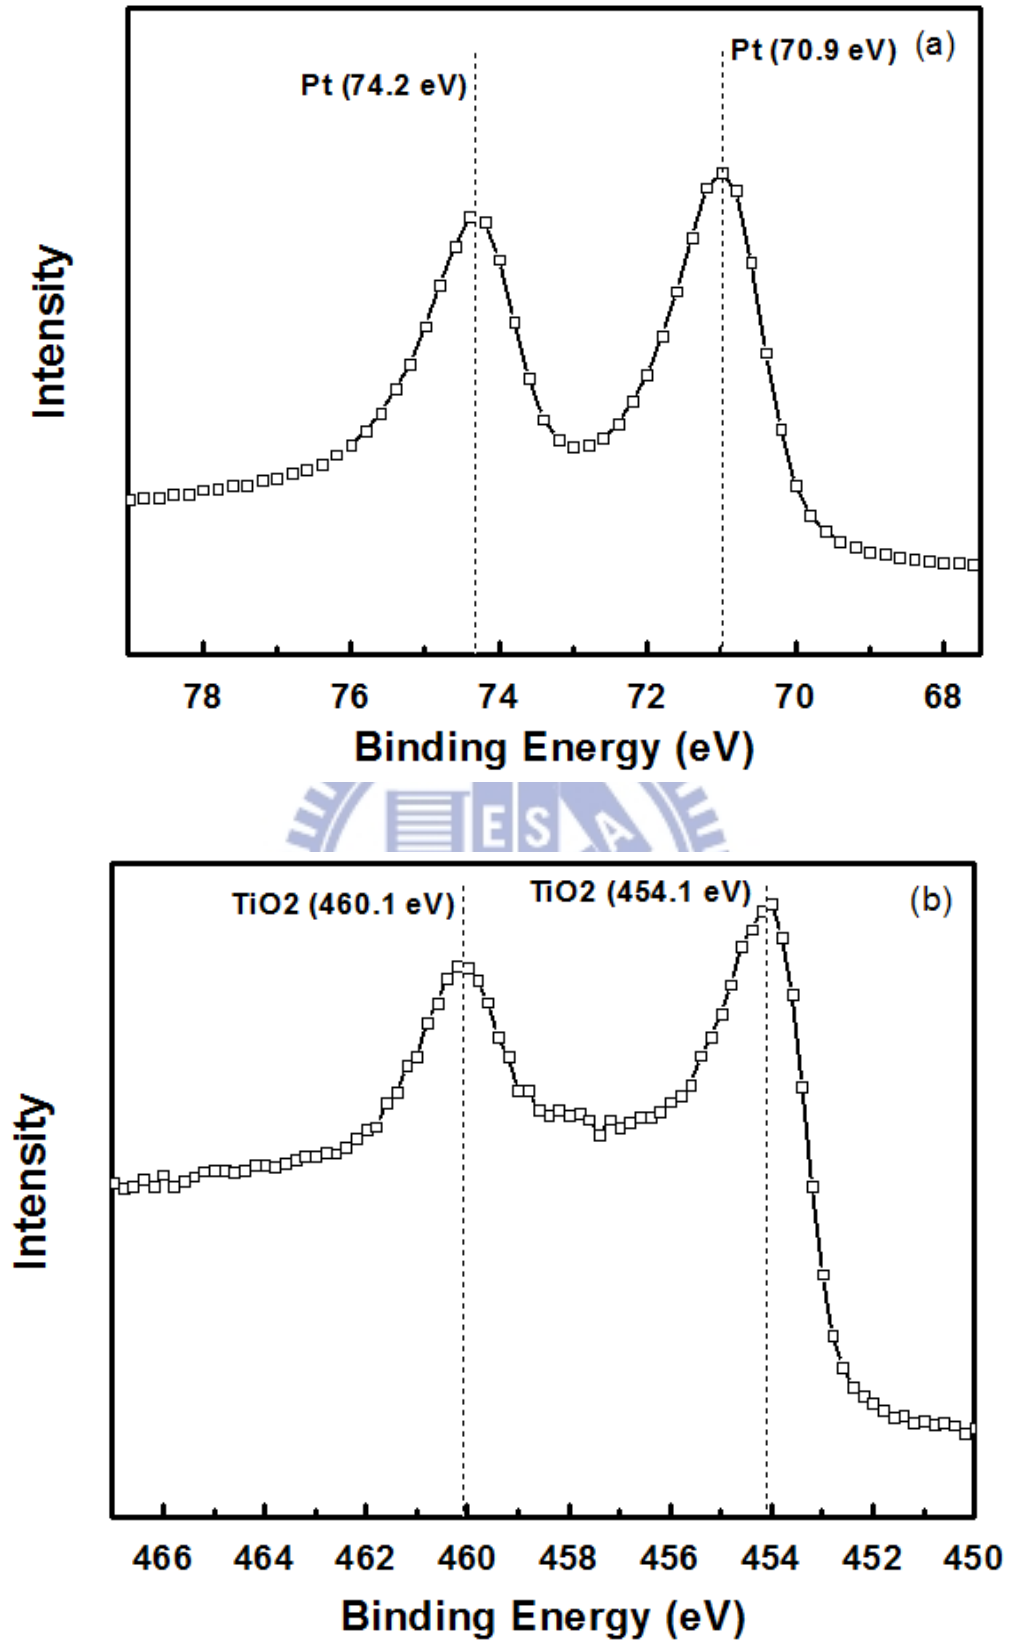 Pt (70.9 eV)
(a)
Pt (74.2 eV)
Intensity
78 76 74 72 70 68
Binding Energy (eV)
E S A
TiO2 (454.1 eV)
(b)
TiO2 (460.1 eV)
Intensity
466 464 462 460 458 456 454 452 450
Binding Energy (eV)